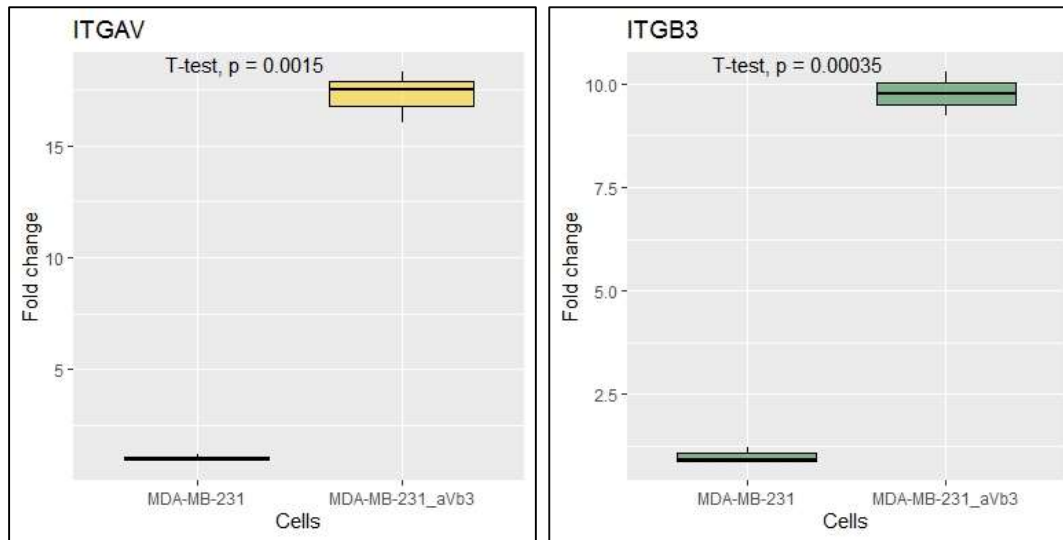 ITGAV
T-test, p = 0.0015
Fold change
15
10
5
MDA-MB-231
MDA-MB-231_aVb3
Cells
ITGB3
T-test, p = 0.00035
Fold change
10.0
7.5
5.0
2.5
MDA-MB-231
MDA-MB-231_aVb3
Cells